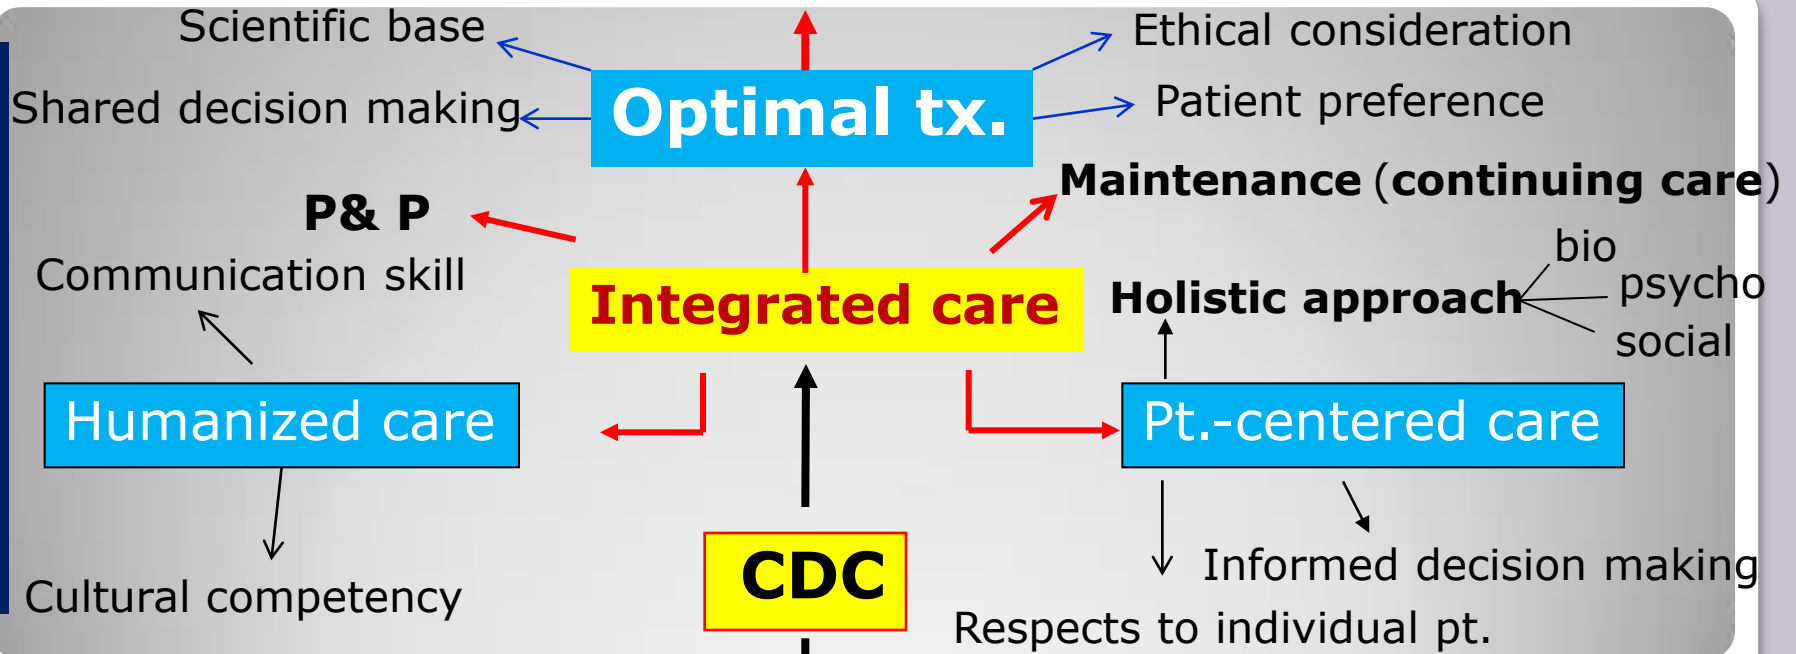 Scientific base
Ethical consideration
Optimal tx.
Shared decision making
Patient preference
Maintenance (continuing care)
P& P
bio
Communication skill
Integrated care
Holistic approach
psycho
social
Humanized care
Pt.-centered care
CDC
Informed decision making
Cultural competency
Respects to individual pt.